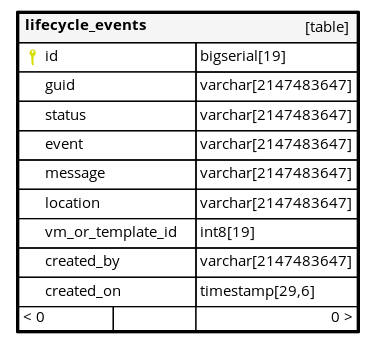 lifecycle_events [table]
id bigserial[19]
guid varchar[2147483647]
status varchar[2147483647]
event varchar[2147483647]
message varchar[2147483647]
location varchar[2147483647]
vm_or_template_id int8[19]
created_by varchar[2147483647]
created_on timestamp[29,6]
< 0 0 >